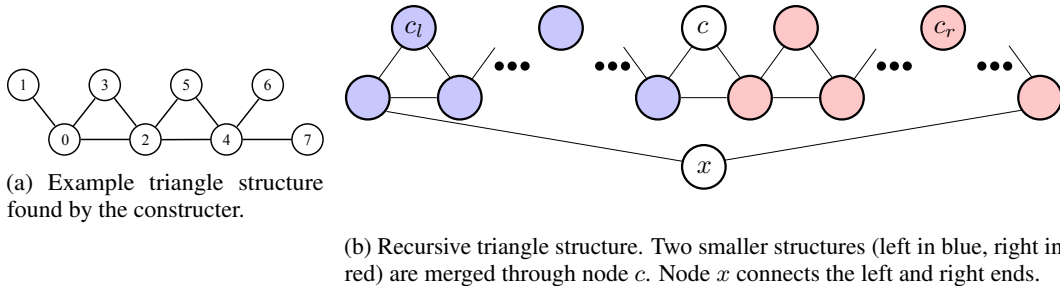 c_l
c
c_r
1
3
5
6
0
2
4
7
x
(a) Example triangle structure
found by the constructer.
(b) Recursive triangle structure. Two smaller structures (left in blue, right in
red) are merged through node c. Node x connects the left and right ends.